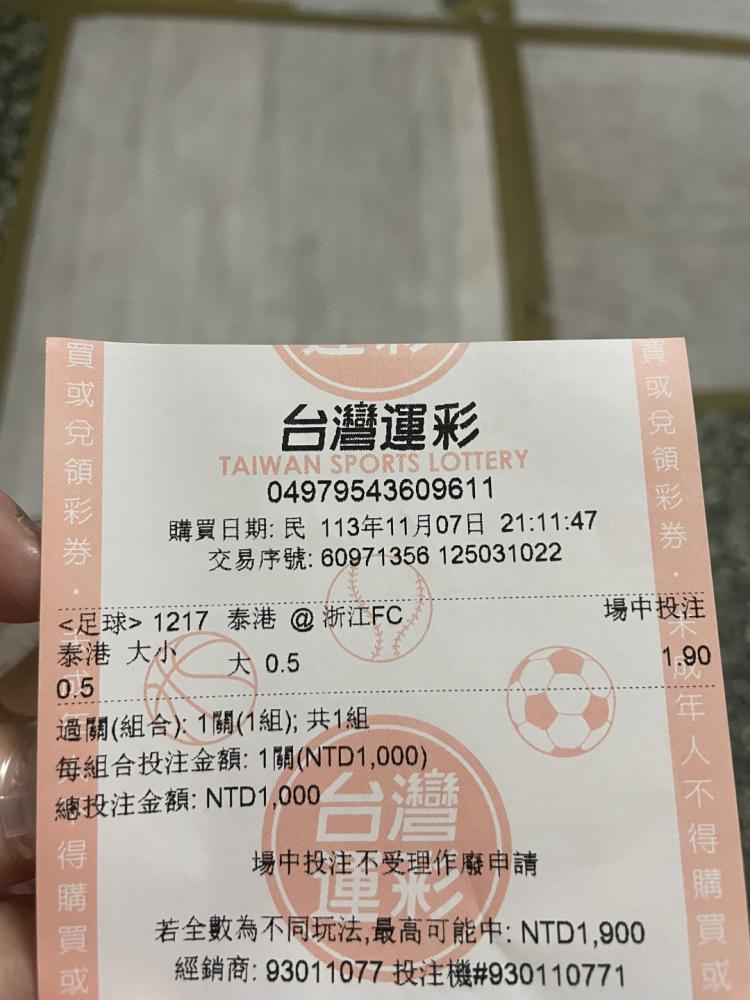 運彩
台灣運彩
TAIWAN SPORTS LOTTERY
04979543609611
購買日期: 民 113年11月07日 21:11:47
交易序號: 60971356 125031022
<足球> 1217 泰港 @ 浙江FC 場中投注
泰港 大小 大 0.5 1.90
0.5
過關(組合): 1關(1組); 共1組
每組合投注金額: 1關(NTD1,000)
總投注金額: NTD1,000
台灣
運彩
場中投注不受理作廢申請
若全數為不同玩法,最高可能中: NTD1,900
經銷商: 93011077 投注機#930110771
買或兌領彩券・
得購買或
買或兌領彩券・未成年人不得購買或